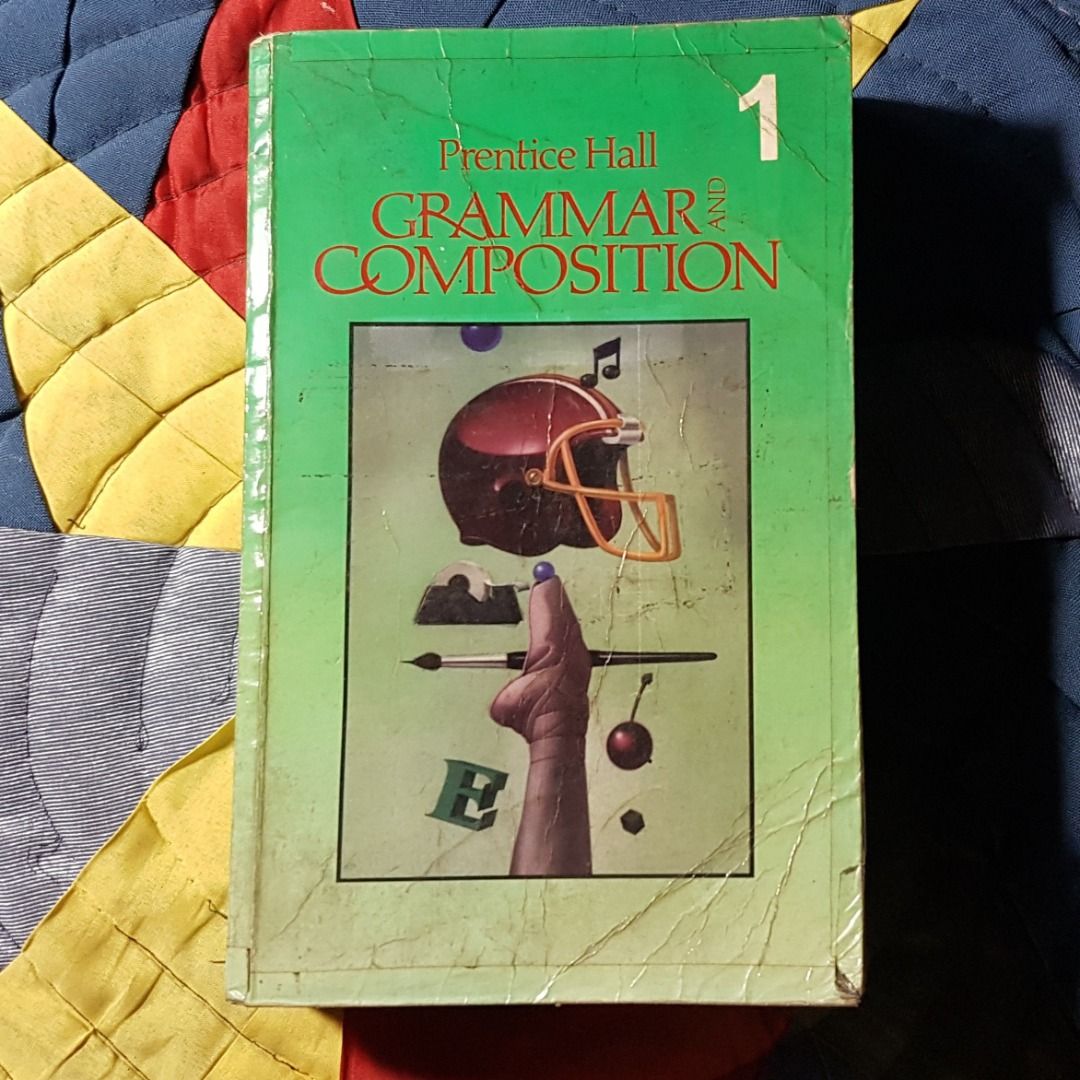 1
Prentice Hall
GRAMMAR AND
COMPOSITION
E